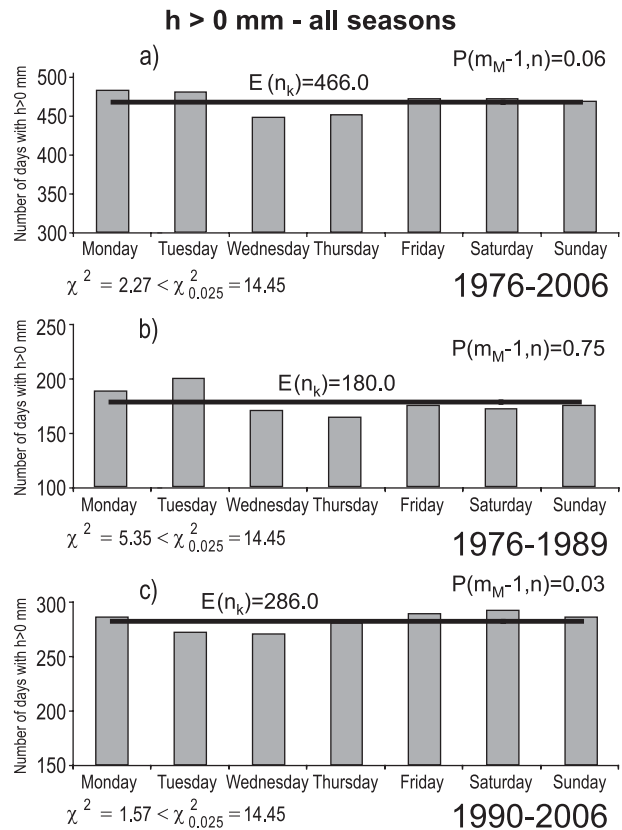 h > 0 mm - all seasons
a)
P(mM-1,n)=0.06
E(nk)=466.0
Number of days with h>0 mm
500
450
400
350
300
Monday Tuesday Wednesday Thursday Friday Saturday Sunday
χ² = 2.27 < χ²0.025 = 14.45
1976-2006
b)
P(mM-1,n)=0.75
E(nk)=180.0
Number of days with h>0 mm
250
200
150
100
Monday Tuesday Wednesday Thursday Friday Saturday Sunday
χ² = 5.35 < χ²0.025 = 14.45
1976-1989
c)
P(mM-1,n)=0.03
E(nk)=286.0
Number of days with h>0 mm
300
250
200
150
Monday Tuesday Wednesday Thursday Friday Saturday Sunday
χ² = 1.57 < χ²0.025 = 14.45
1990-2006